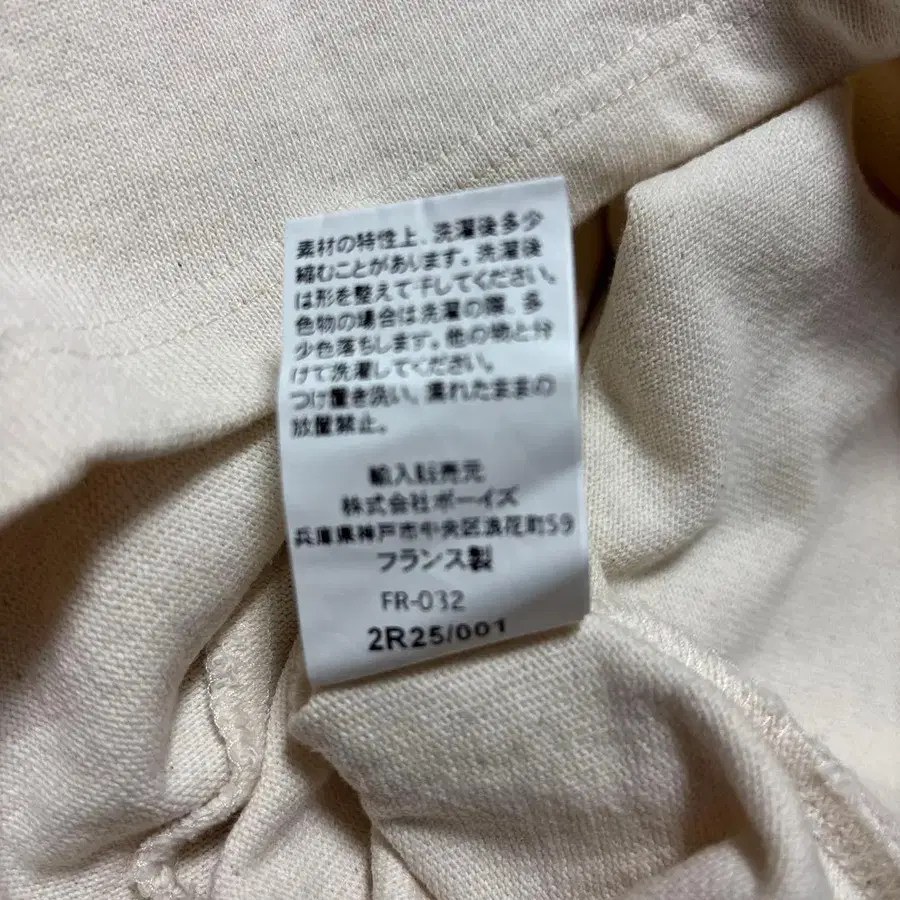 素材の特性上、洗濯後多少
縮むことがあります。洗濯後
は形を整えて干してください。
色物の場合は洗濯の際、多
少色落ちします。他の物と分
けて洗濯してください。
つけ置き洗い、濡れたままの
放置禁止。
輸入販売元
株式会社ボーイズ
兵庫県神戸市中央区浪花町59
フランス製
FR-032
2R25/001